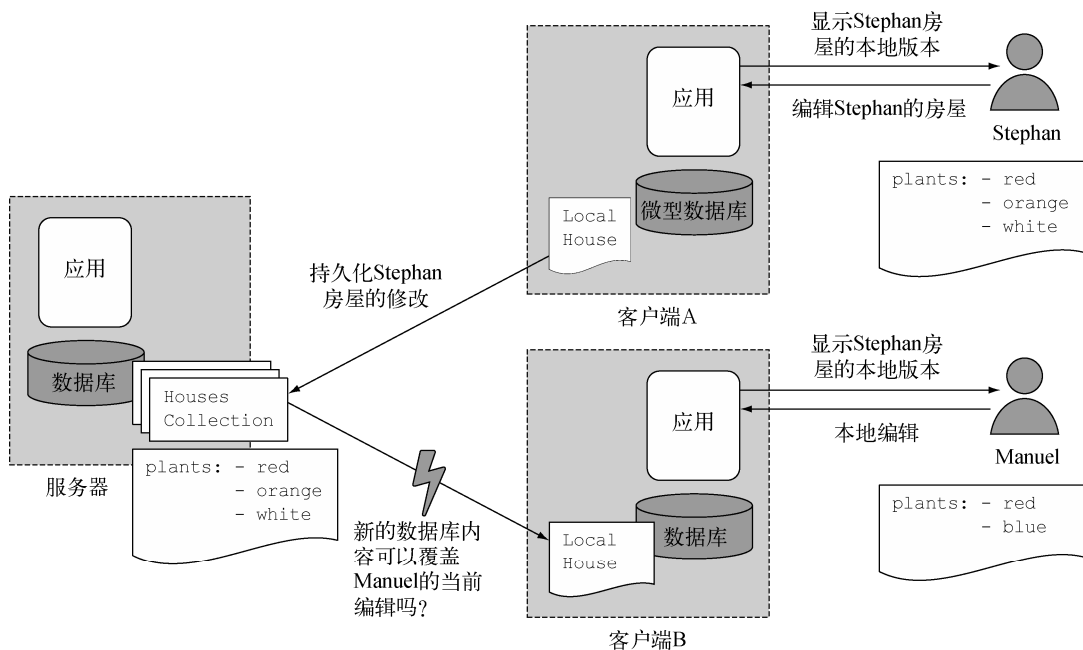 显示Stephan房
屋的本地版本
应用
编辑Stephan的房屋
Stephan
plants: - red
- orange
- white
微型数据库
Local
House
客户端A
应用
持久化Stephan
房屋的修改
数据库
Houses
Collection
服务器
plants: - red
- orange
- white
新的数据库内
容可以覆盖
Manuel的当前
编辑吗?
显示Stephan房
屋的本地版本
应用
本地编辑
Manuel
plants: - red
- blue
数据库
Local
House
客户端B